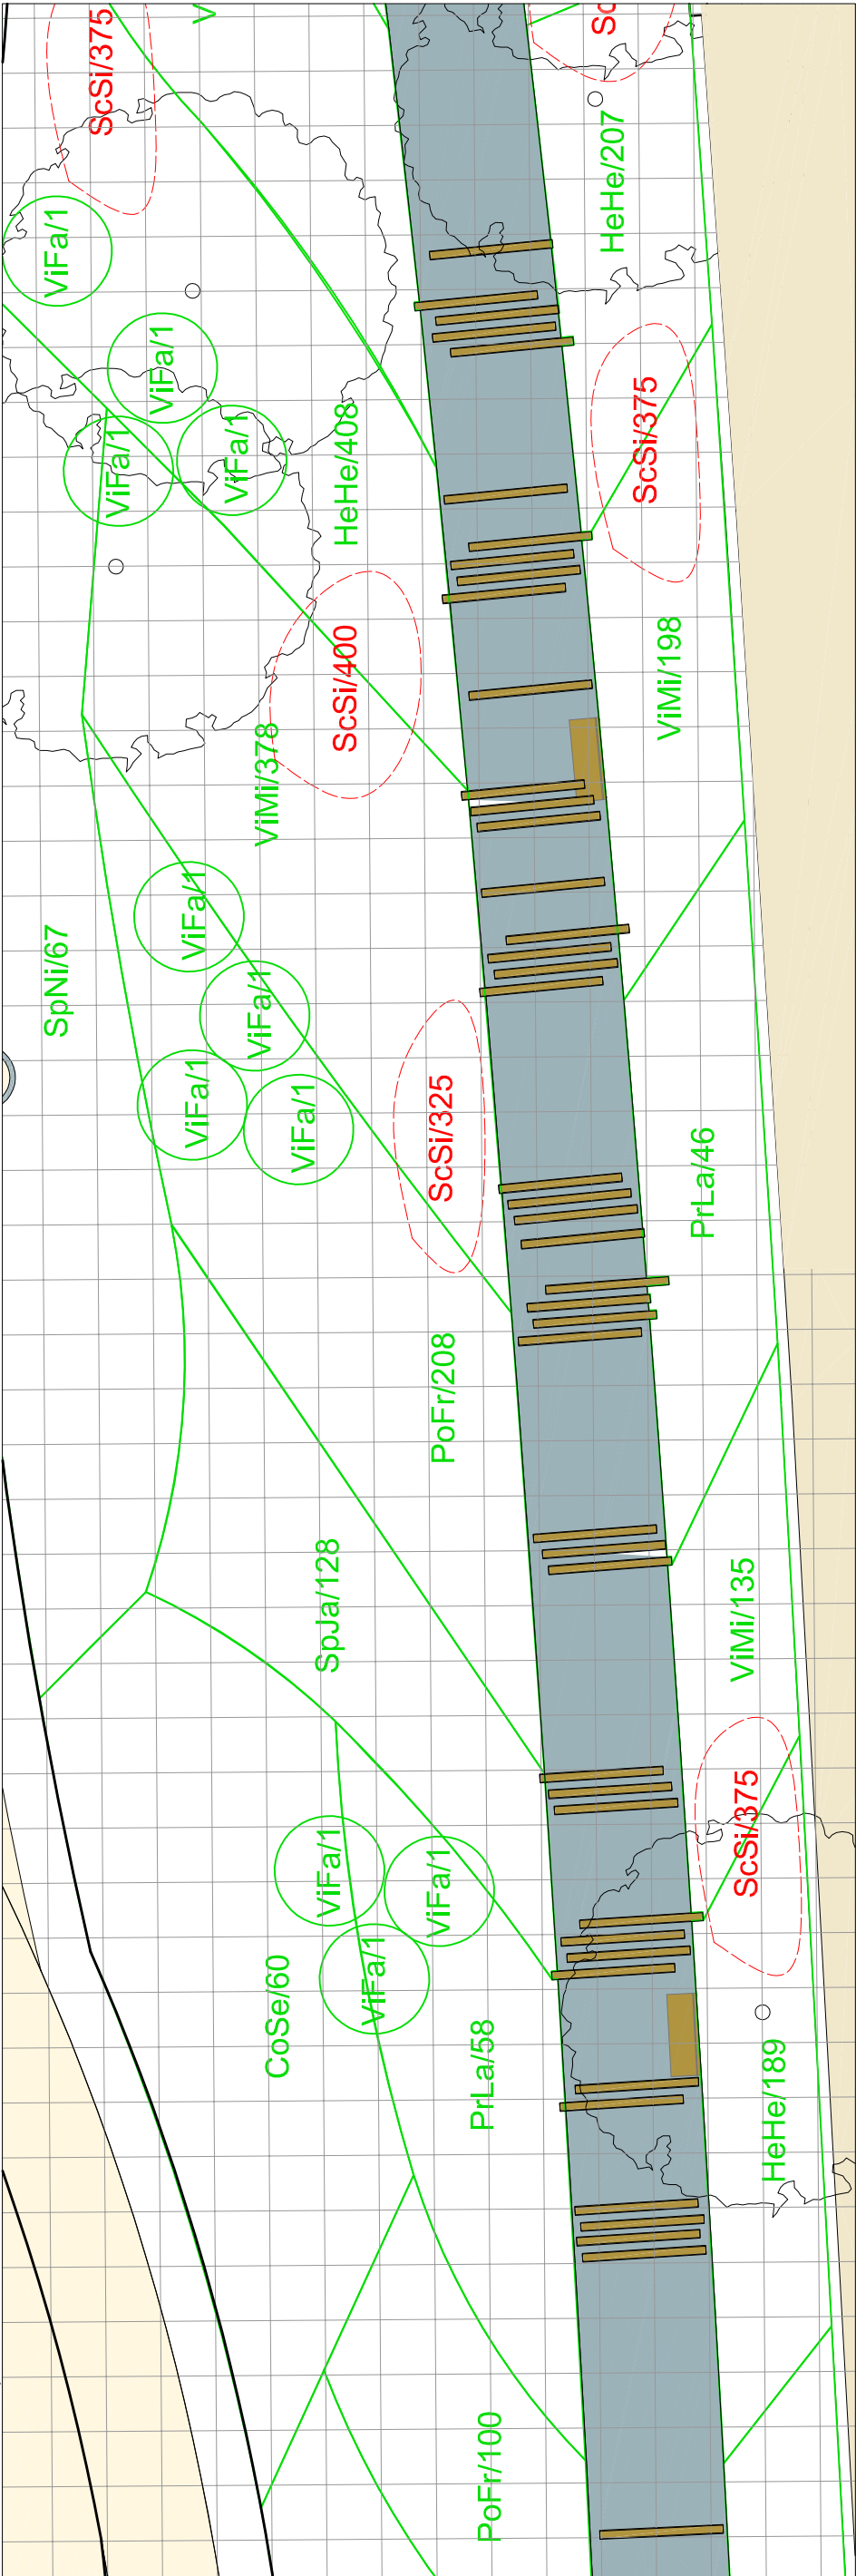 ScSi/375
V
Sc
HeHe/207
ViFa/1
ViFa/1
ViFa/1
ViFa/1
HeHe/408
ScSi/375
ScSi/400
ViMi/198
ViMi/378
ViFa/1
SpNi/67
ViFa/1
ViFa/1
ViFa/1
ScSi/325
PrLa/46
PoFr/208
SpJa/128
ViMi/135
ViFa/1
ViFa/1
ScSi/375
ViFa/1
CoSe/60
PrLa/58
HeHe/189
PoFr/100